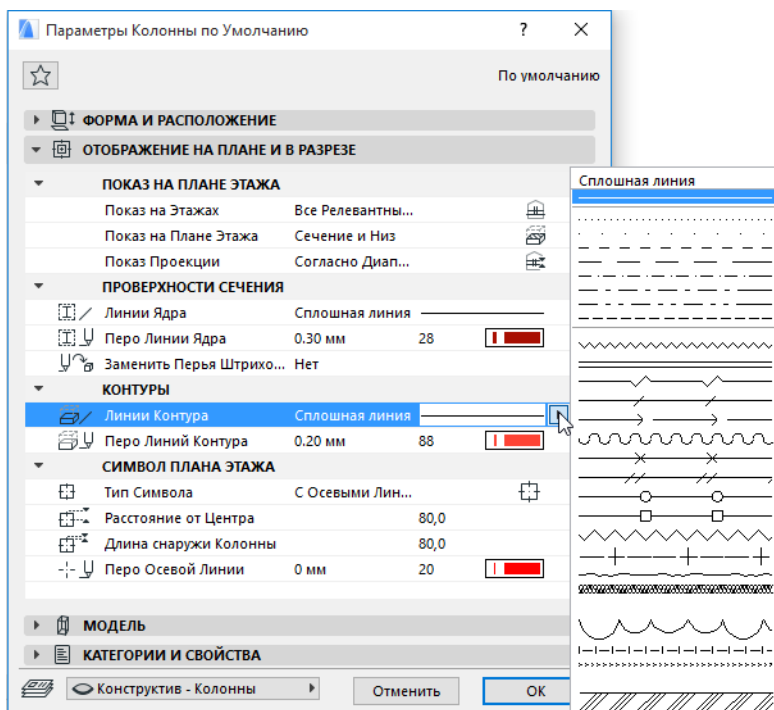 Параметры Колонны по Умолчанию ?
По умолчанию
ФОРМА И РАСПОЛОЖЕНИЕ
ОТОБРАЖЕНИЕ НА ПЛАНЕ И В РАЗРЕЗЕ
ПОКАЗ НА ПЛАНЕ ЭТАЖА
Показ на Этажах Все Релевантны...
Показ на Плане Этажа Сечение и Низ
Показ Проекции Согласно Диап...
ПРОВЕРХНОСТИ СЕЧЕНИЯ
Линии Ядра Сплошная линия
Перо Линии Ядра 0.30 мм 28
Заменить Перья Штрихо... Нет
КОНТУРЫ
Линии Контура Сплошная линия
Перо Линий Контура 0.20 мм 88
СИМВОЛ ПЛАНА ЭТАЖА
Тип Символа С Осевыми Лин...
Расстояние от Центра 80,0
Длина снаружи Колонны 80,0
Перо Осевой Линии 0 мм 20
МОДЕЛЬ
КАТЕГОРИИ И СВОЙСТВА
Конструктив - Колонны Отменить OK
Сплошная линия